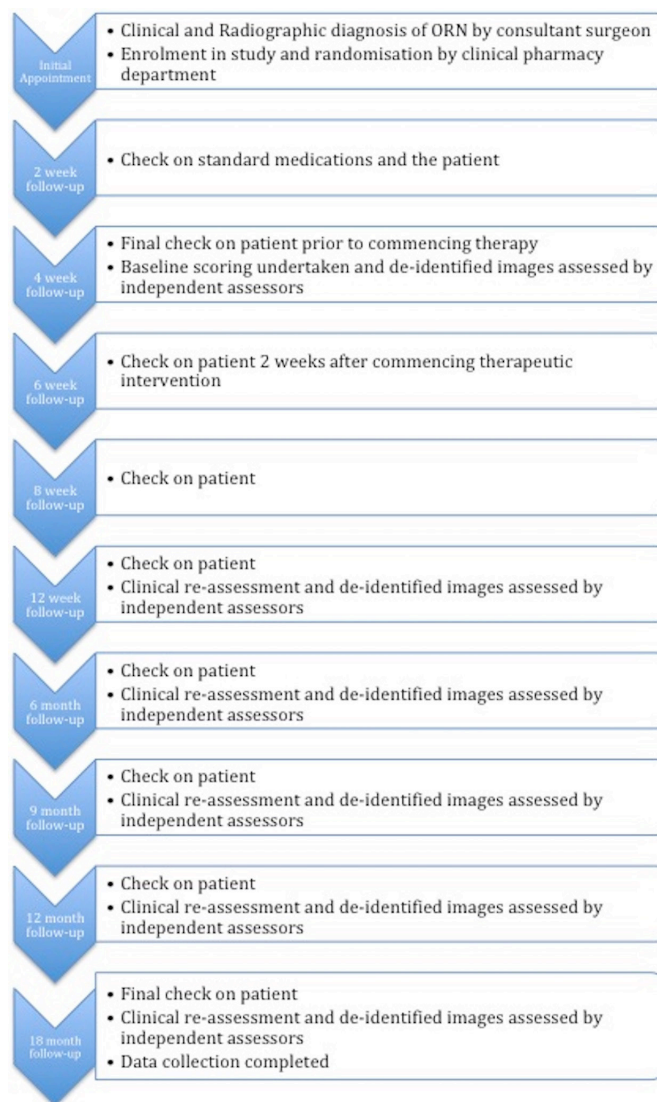 Initial
Appointment
• Clinical and Radiographic diagnosis of ORN by consultant surgeon
• Enrolment in study and randomisation by clinical pharmacy
department
2 week
follow-up
• Check on standard medications and the patient
4 week
follow-up
• Final check on patient prior to commencing therapy
• Baseline scoring undertaken and de-identified images assessed by
independent assessors
6 week
follow-up
• Check on patient 2 weeks after commencing therapeutic
intervention
8 week
follow-up
• Check on patient
12 week
follow-up
• Check on patient
• Clinical re-assessment and de-identified images assessed by
independent assessors
6 month
follow-up
• Check on patient
• Clinical re-assessment and de-identified images assessed by
independent assessors
9 month
follow-up
• Check on patient
• Clinical re-assessment and de-identified images assessed by
independent assessors
12 month
follow-up
• Check on patient
• Clinical re-assessment and de-identified images assessed by
independent assessors
18 month
follow-up
• Final check on patient
• Clinical re-assessment and de-identified images assessed by
independent assessors
• Data collection completed